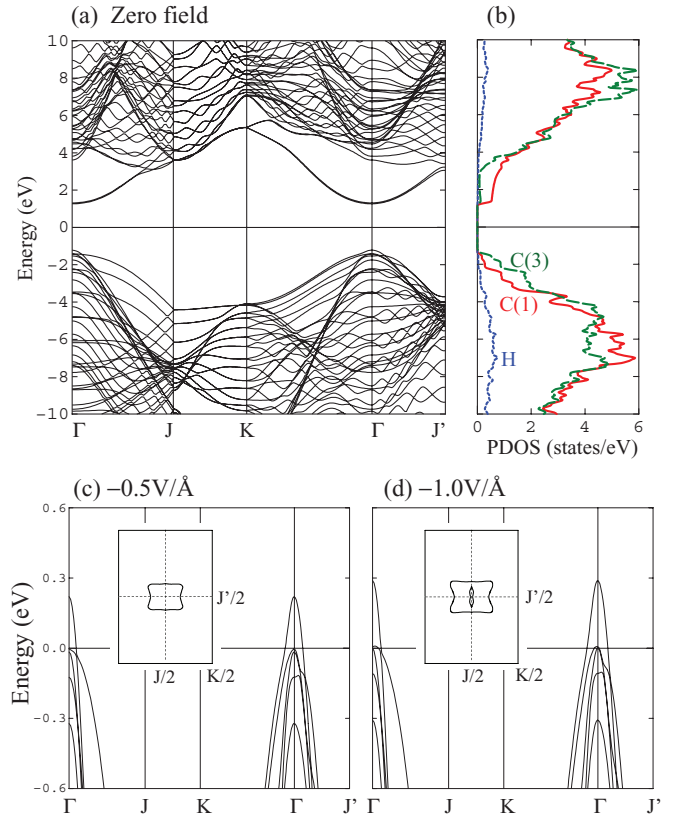 (a) Zero field
(b)
10
8
6
4
2
0
−2
−4
−6
−8
−10
Energy (eV)
Γ J K Γ J'
C(3)
C(1)
H
0 2 4 6
PDOS (states/eV)
(c) −0.5V/Å
(d) −1.0V/Å
0.6
0.3
0.0
−0.3
−0.6
Energy (eV)
J'/2
J/2 K/2
J'/2
J/2 K/2
Γ J K Γ J'
Γ J K Γ J'